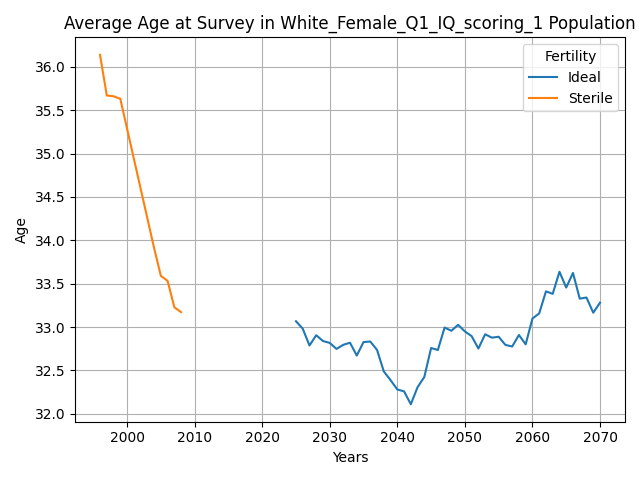 Average Age at Survey in White_Female_Q1_IQ_scoring_1 Population
Fertility
Ideal
Sterile
36.0
35.5
35.0
34.5
34.0
33.5
33.0
32.5
32.0
Age
2000 2010 2020 2030 2040 2050 2060 2070
Years